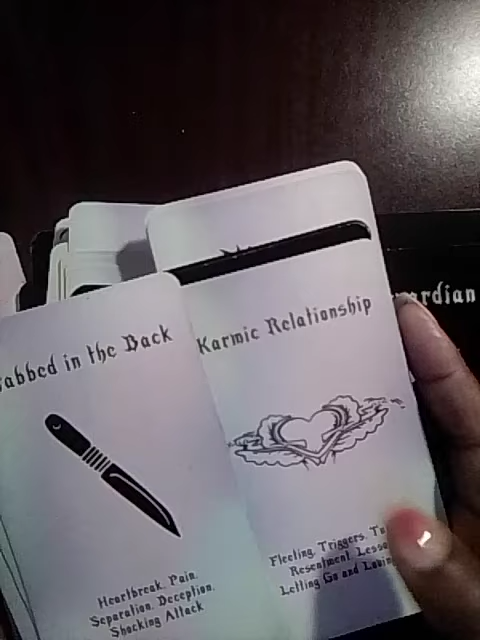 abbed in the Back
Heartbreak, Pain,
Separation, Deception,
Shocking Attack
Karmic Relationship
Fleeting, Triggers,
Resentment,
Letting Go and
ardian